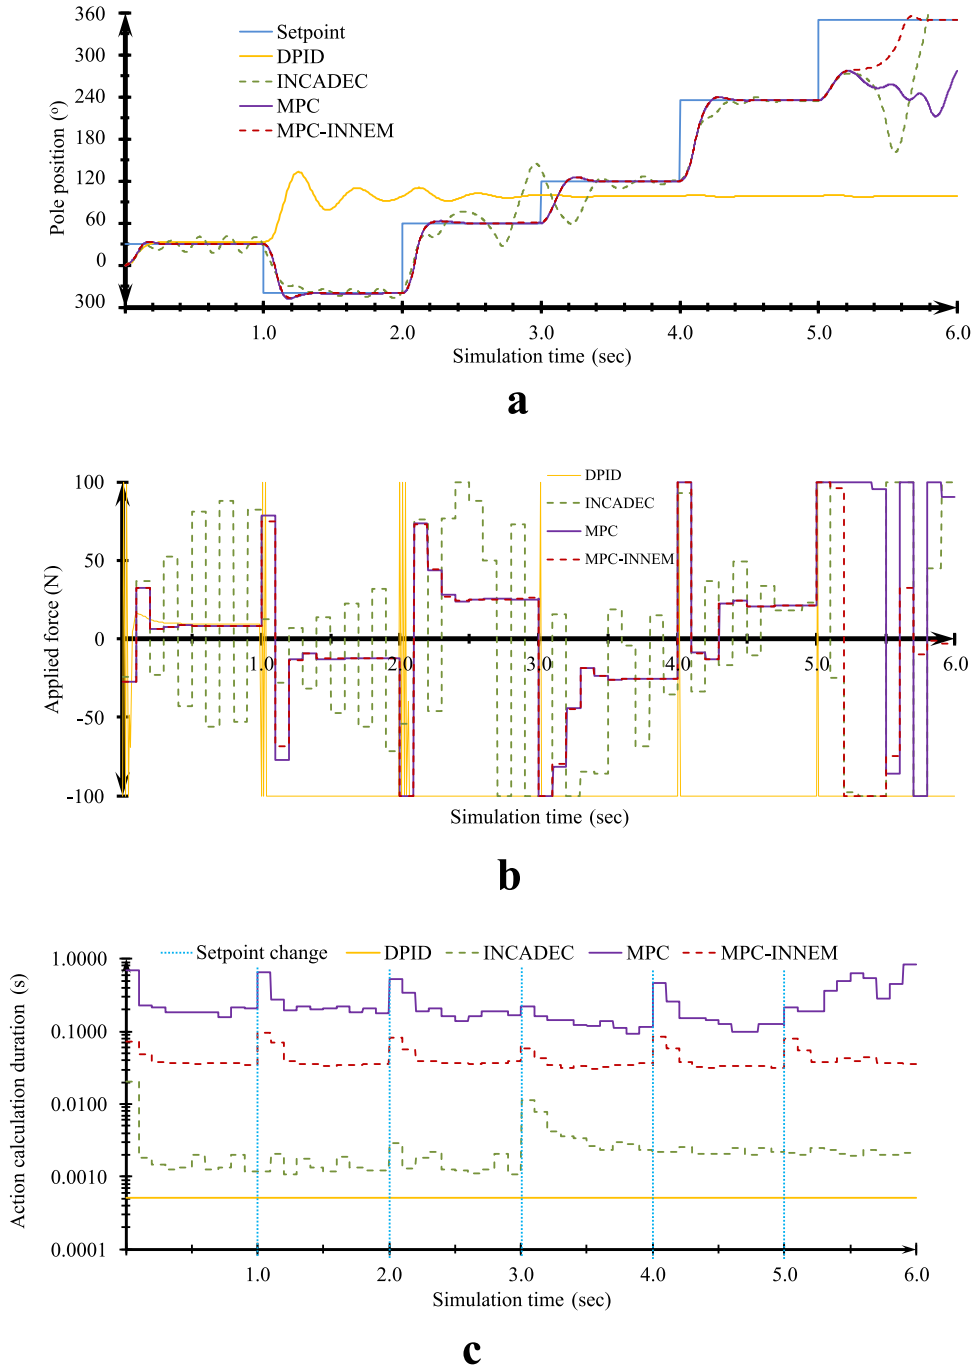 360
300
240
180
120
60
0
300
Pole position (°)
Setpoint
DPID
INCADEC
MPC
MPC-INNEM
1.0 2.0 3.0 4.0 5.0 6.0
Simulation time (sec)
a
100
50
0
-50
-100
Applied force (N)
DPID
INCADEC
MPC
MPC-INNEM
1.0 2.0 3.0 4.0 5.0 6.0
Simulation time (sec)
b
Setpoint change DPID INCADEC MPC MPC-INNEM
1.0000
0.1000
0.0100
0.0010
0.0001
Action calculation duration (s)
1.0 2.0 3.0 4.0 5.0 6.0
Simulation time (sec)
c